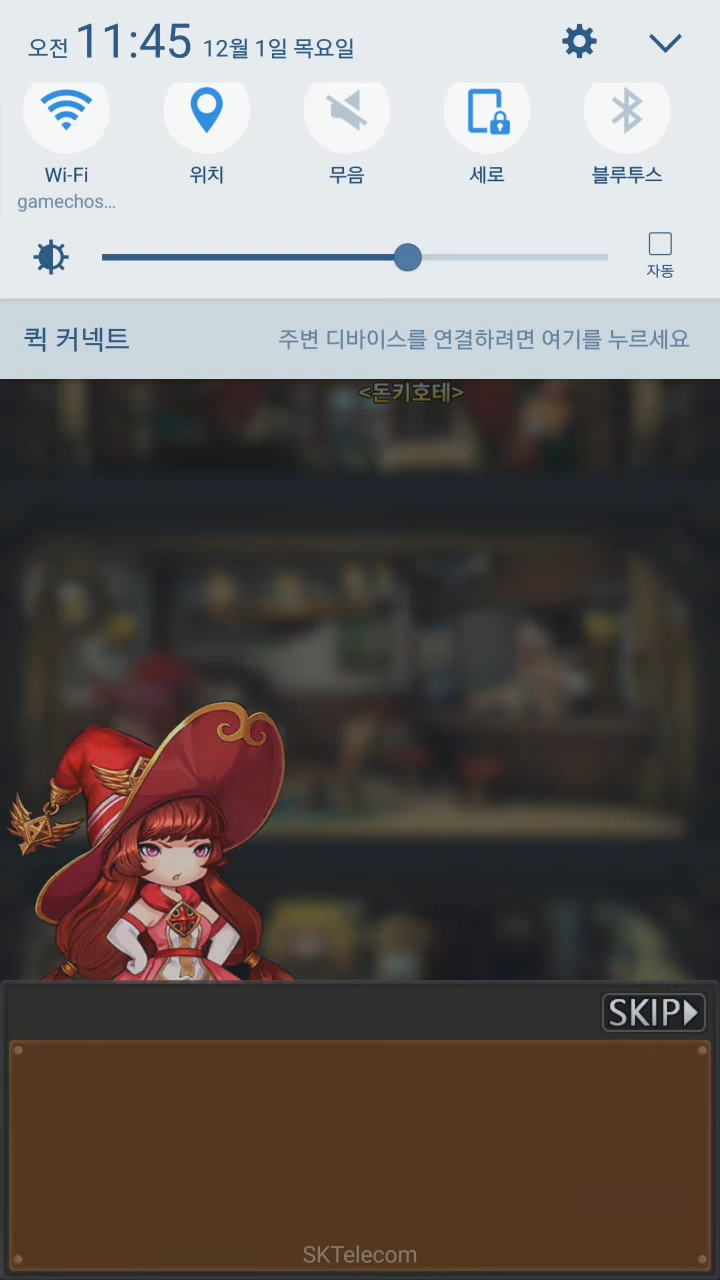 오전 11:45 12월 1일 목요일
Wi-Fi 위치 무음 세로 블루투스
gamechos...
자동
퀵 커넥트 주변 디바이스를 연결하려면 여기를 누르세요
<돈키호테>
SKIP
SKTelecom